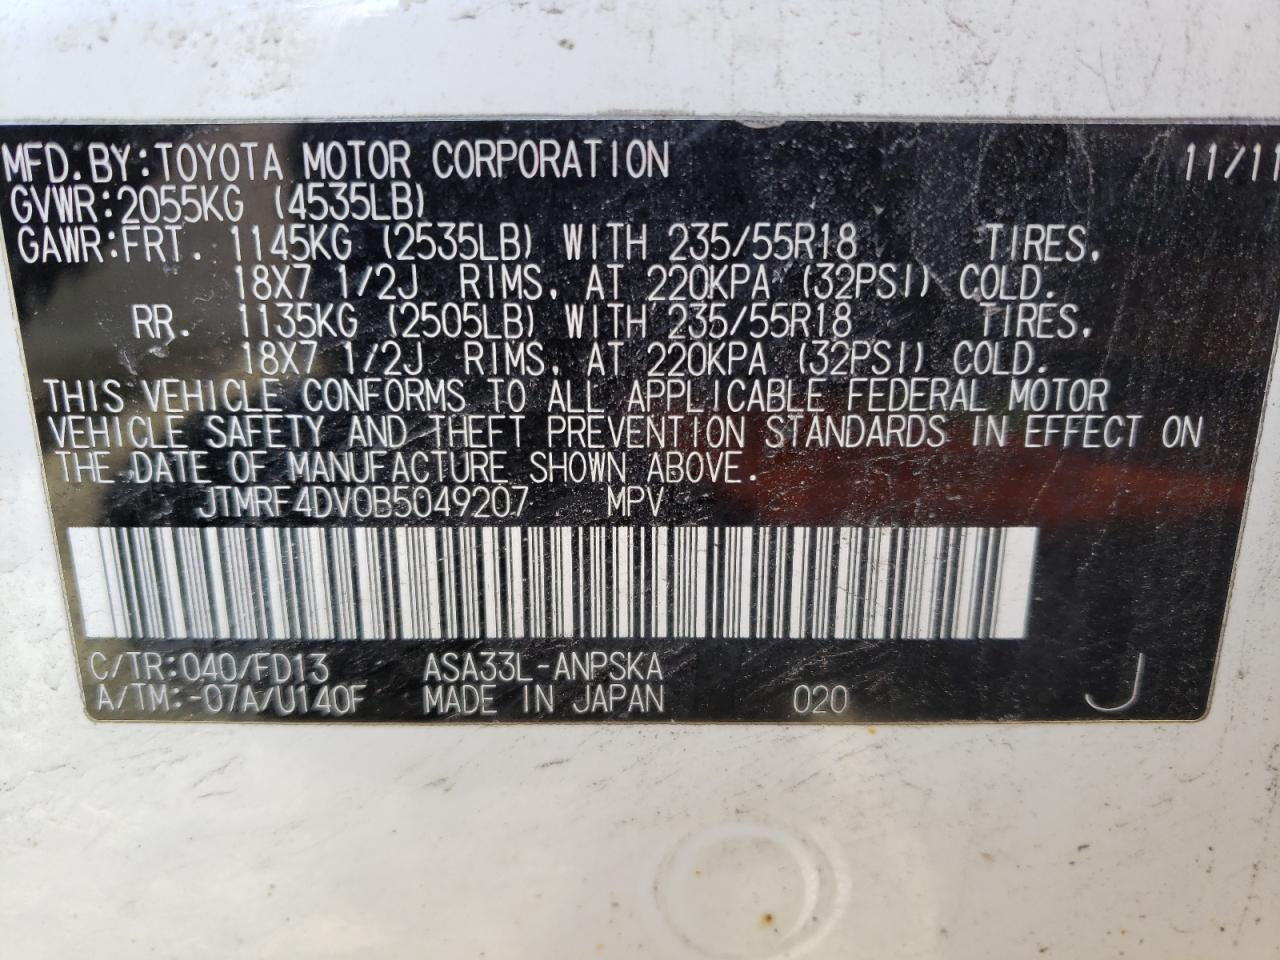 MFD.BY:TOYOTA MOTOR CORPORATION 11/11
GVWR:2055KG (4535LB)
GAWR:FRT. 1145KG (2535LB) WITH 235/55R18 TIRES,
18X7 1/2J RIMS, AT 220KPA (32PSI) COLD.
RR. 1135KG (2505LB) WITH 235/55R18 TIRES,
18X7 1/2J RIMS, AT 220KPA (32PSI) COLD.
THIS VEHICLE CONFORMS TO ALL APPLICABLE FEDERAL MOTOR
VEHICLE SAFETY AND THEFT PREVENTION STANDARDS IN EFFECT ON
THE DATE OF MANUFACTURE SHOWN ABOVE.
JTMRF4DV0B5049207 MPV
C/TR:040/FD13 ASA33L-ANPSKA
A/TM:-07A/U140F MADE IN JAPAN 020 J